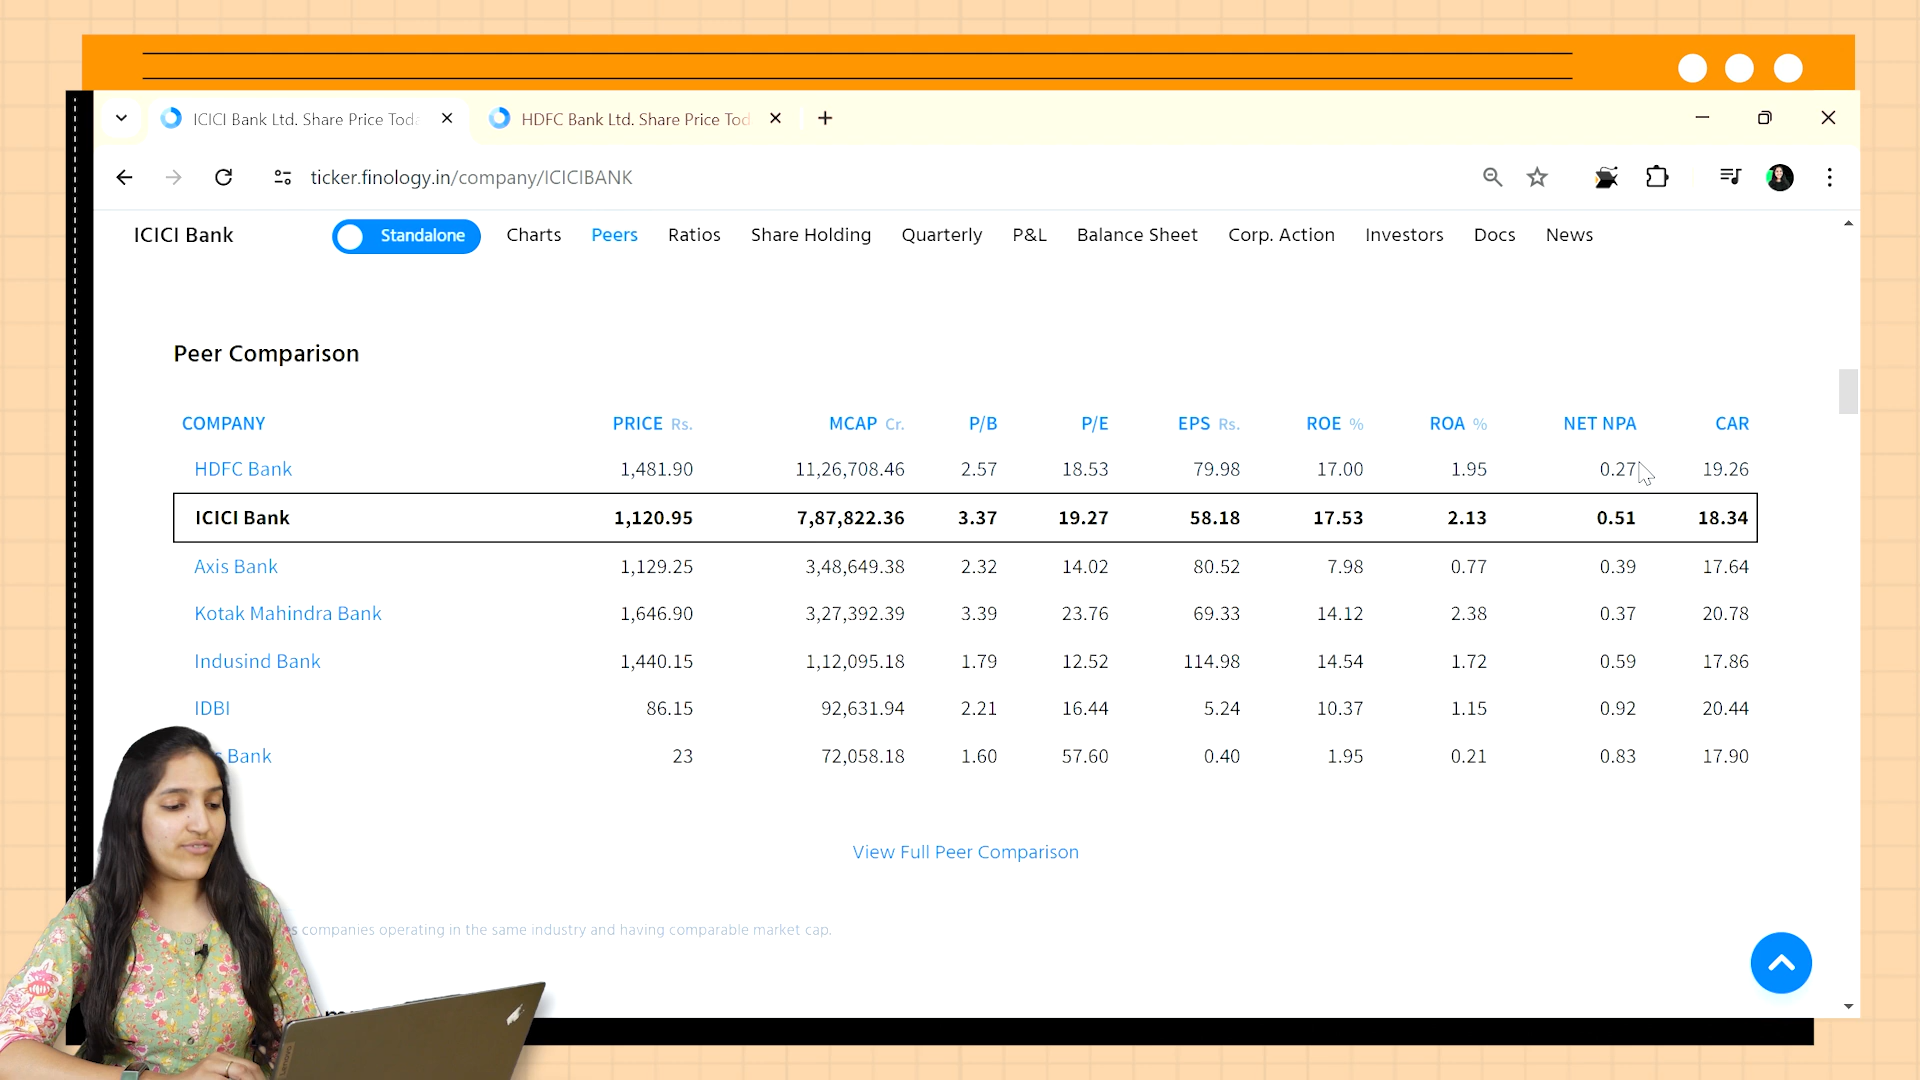 ICICI Bank Ltd. Share Price Toda
HDFC Bank Ltd. Share Price Tod
ticker.finology.in/company/ICICIBANK
ICICI Bank Standalone Charts Peers Ratios Share Holding Quarterly P&L Balance Sheet Corp. Action Investors Docs News
Peer Comparison
COMPANY PRICE Rs. MCAP Cr. P/B P/E EPS Rs. ROE % ROA % NET NPA CAR
HDFC Bank 1,481.90 11,26,708.46 2.57 18.53 79.98 17.00 1.95 0.27 19.26
ICICI Bank 1,120.95 7,87,822.36 3.37 19.27 58.18 17.53 2.13 0.51 18.34
Axis Bank 1,129.25 3,48,649.38 2.32 14.02 80.52 7.98 0.77 0.39 17.64
Kotak Mahindra Bank 1,646.90 3,27,392.39 3.39 23.76 69.33 14.12 2.38 0.37 20.78
Indusind Bank 1,440.15 1,12,095.18 1.79 12.52 114.98 14.54 1.72 0.59 17.86
IDBI 86.15 92,631.94 2.21 16.44 5.24 10.37 1.15 0.92 20.44
Bank 23 72,058.18 1.60 57.60 0.40 1.95 0.21 0.83 17.90
View Full Peer Comparison
companies operating in the same industry and having comparable market cap.